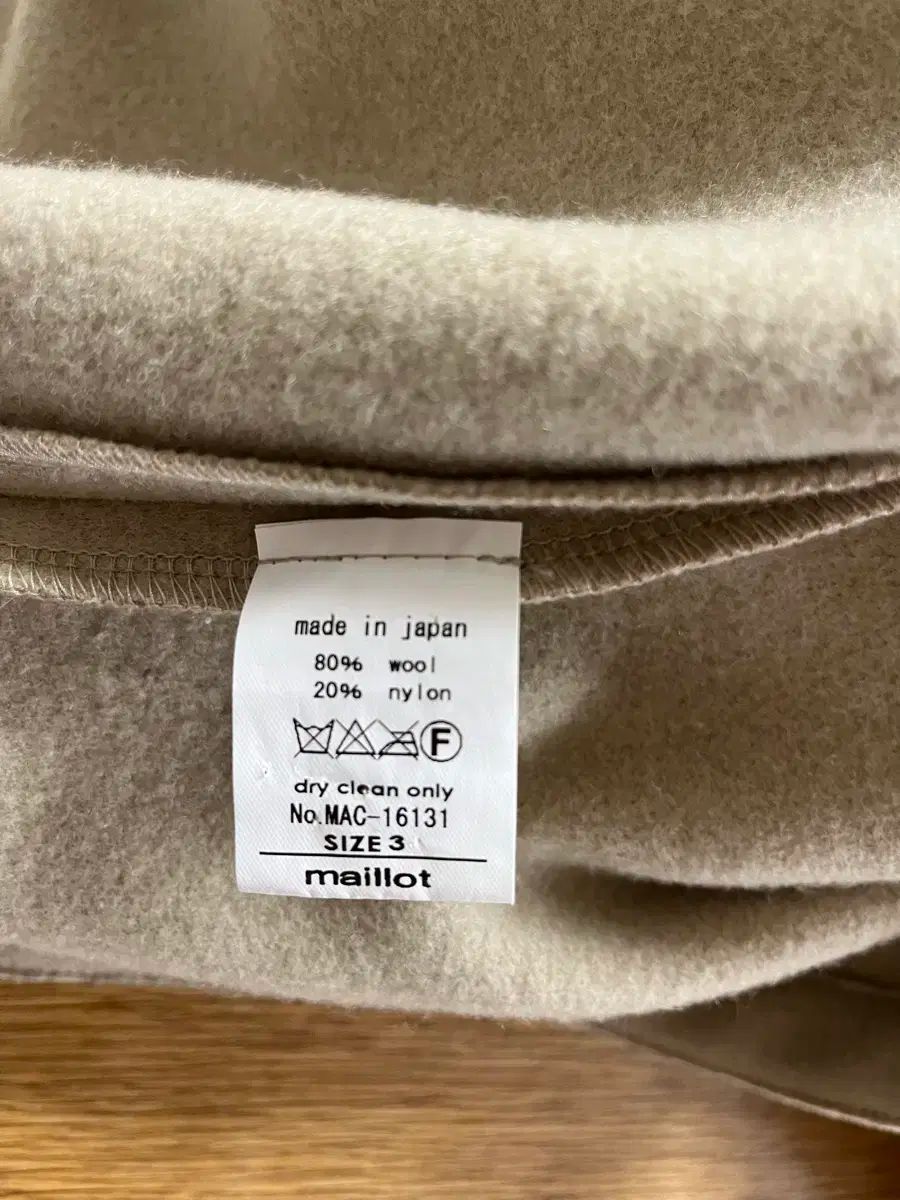 made in japan
80% wool
20% nylon
F
dry clean only
No.MAC-16131
SIZE 3
maillot